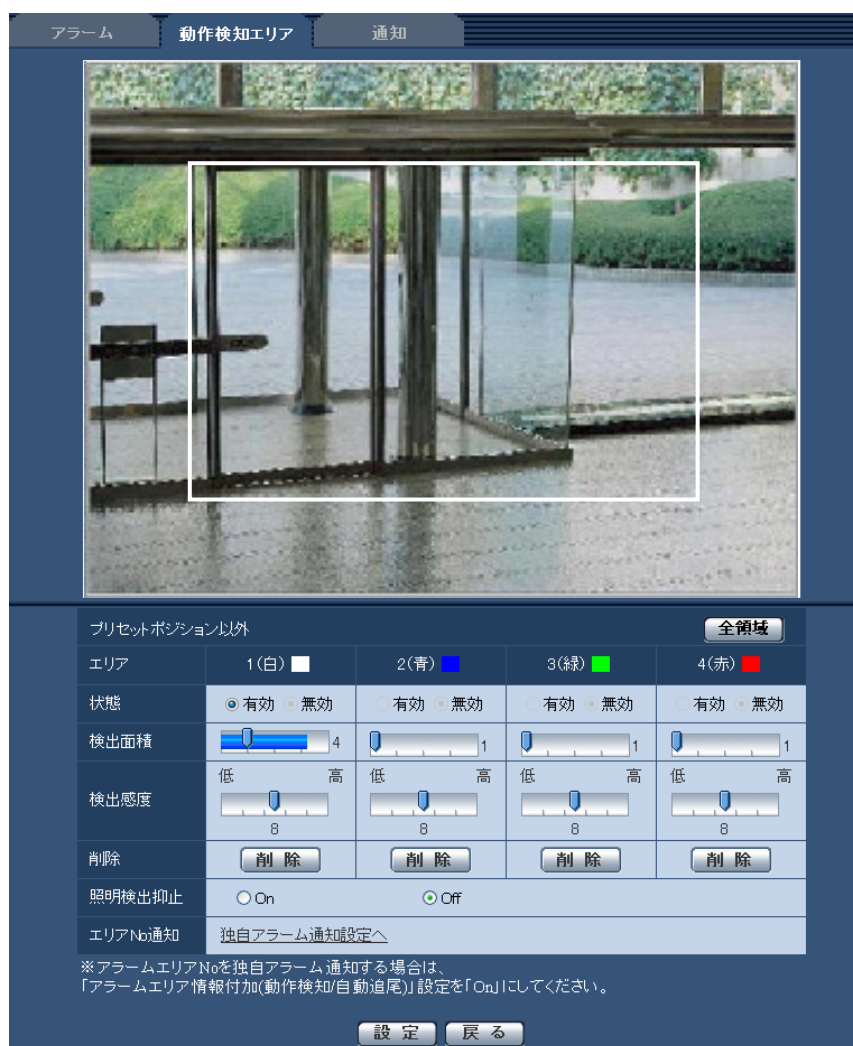 アラーム 動作検知エリア 通知
プリセットポジション以外 全領域
エリア 1(白) 2(青) 3(緑) 4(赤)
状態 有効 無効 有効 無効 有効 無効 有効 無効
検出面積 4 1 1 1
低 高 低 高 低 高 低 高
検出感度
8 8 8 8
削除 削 除 削 除 削 除 削 除
照明検出抑止 On Off
エリアNo通知 独自アラーム通知設定へ
※アラームエリアNoを独自アラーム通知する場合は、
「アラームエリア情報付加(動作検知/自動追尾)」設定を「On」にしてください。
設 定 戻 る